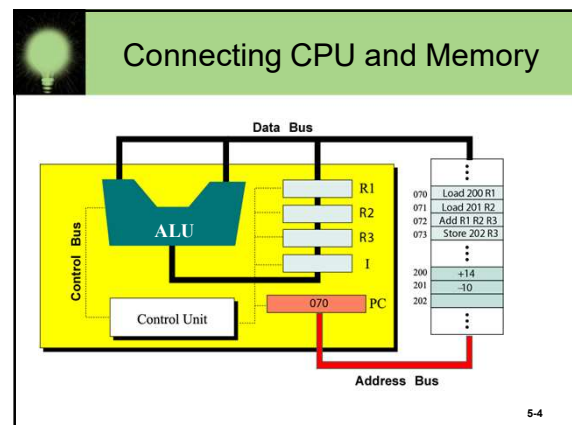 Connecting CPU and Memory
Data Bus
R1
R2
R3
I
ALU
Control Bus
Control Unit
070 PC
Address Bus
070 Load 200 R1
071 Load 201 R2
072 Add R1 R2 R3
073 Store 202 R3
200 +14
201 –10
202
5-4